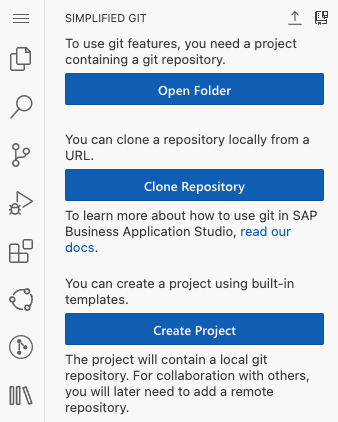 SIMPLIFIED GIT
To use git features, you need a project
containing a git repository.
Open Folder
You can clone a repository locally from a
URL.
Clone Repository
To learn more about how to use git in SAP
Business Application Studio, read our
docs.
You can create a project using built-in
templates.
Create Project
The project will contain a local git
repository. For collaboration with others,
you will later need to add a remote
repository.